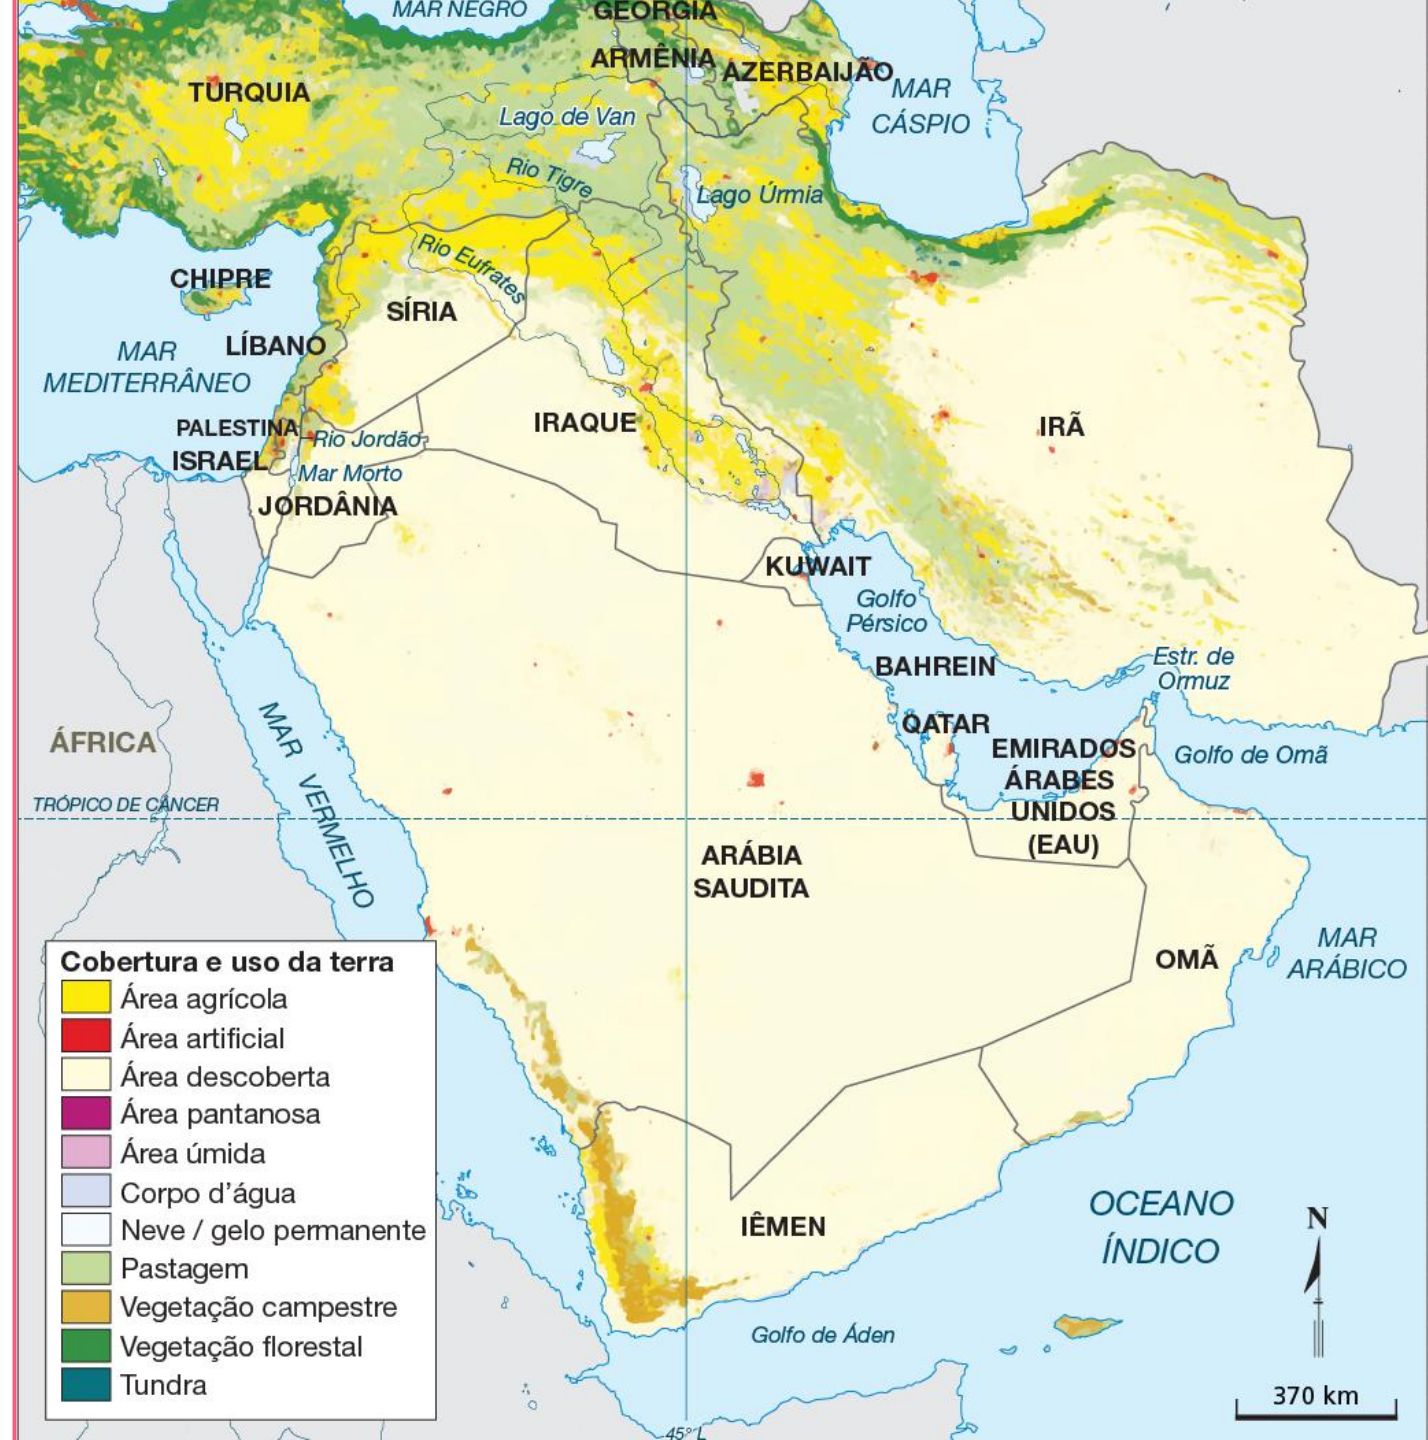 MAR NEGRO
GEORGIA
ARMÊNIA
AZERBAIJÃO
TURQUIA
MAR
CÁSPIO
Lago de Van
Rio Tigre
Lago Úrmia
Rio Eufrates
CHIPRE
SÍRIA
LÍBANO
MAR
MEDITERRÂNEO
IRAQUE
IRÃ
PALESTINA
Rio Jordão
ISRAEL
Mar Morto
JORDÂNIA
KUWAIT
Golfo
Pérsico
BAHREIN
Estr. de
Ormuz
QATAR
MAR VERMELHO
ÁFRICA
EMIRADOS
ÁRABES
UNIDOS
(EAU)
Golfo de Omã
TRÓPICO DE CÂNCER
ARÁBIA
SAUDITA
OMÃ
MAR
ARÁBICO
Cobertura e uso da terra
Área agrícola
Área artificial
Área descoberta
Área pantanosa
Área úmida
Corpo d'água
Neve / gelo permanente
Pastagem
Vegetação campestre
Vegetação florestal
Tundra
IÊMEN
OCEANO
ÍNDICO
N
Golfo de Áden
370 km
45° L